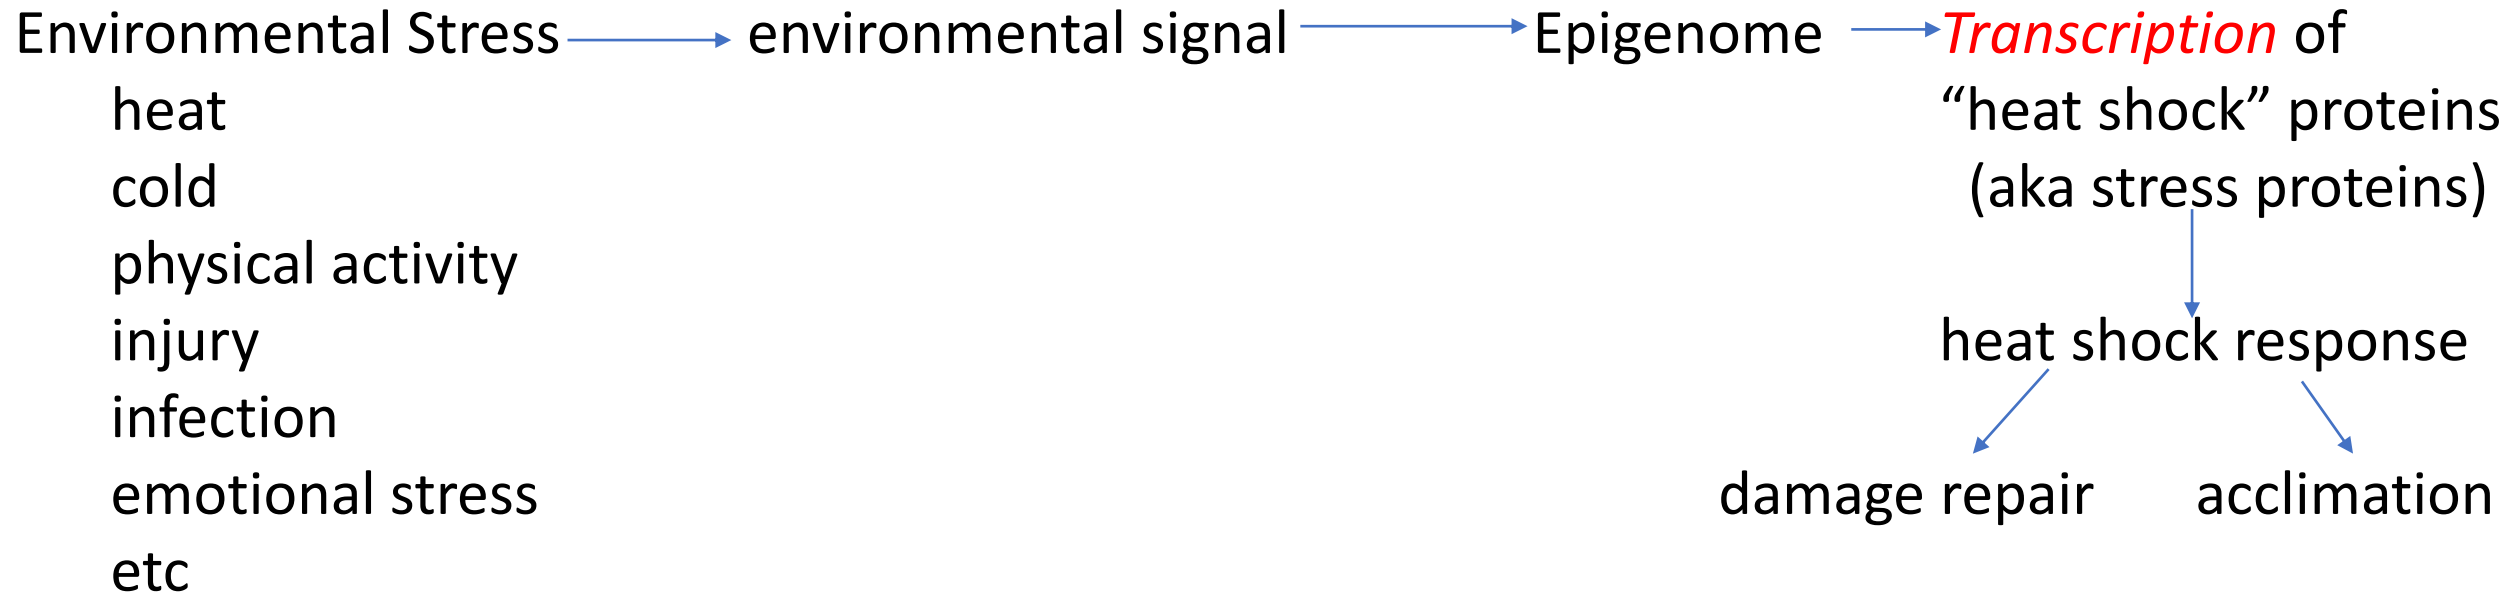 Environmental Stress environmental signal Epigenome Transcription of
heat “heat shock” proteins
cold (aka stress proteins)
physical activity
injury heat shock response
infection
emotional stress damage repair acclimatation
etc